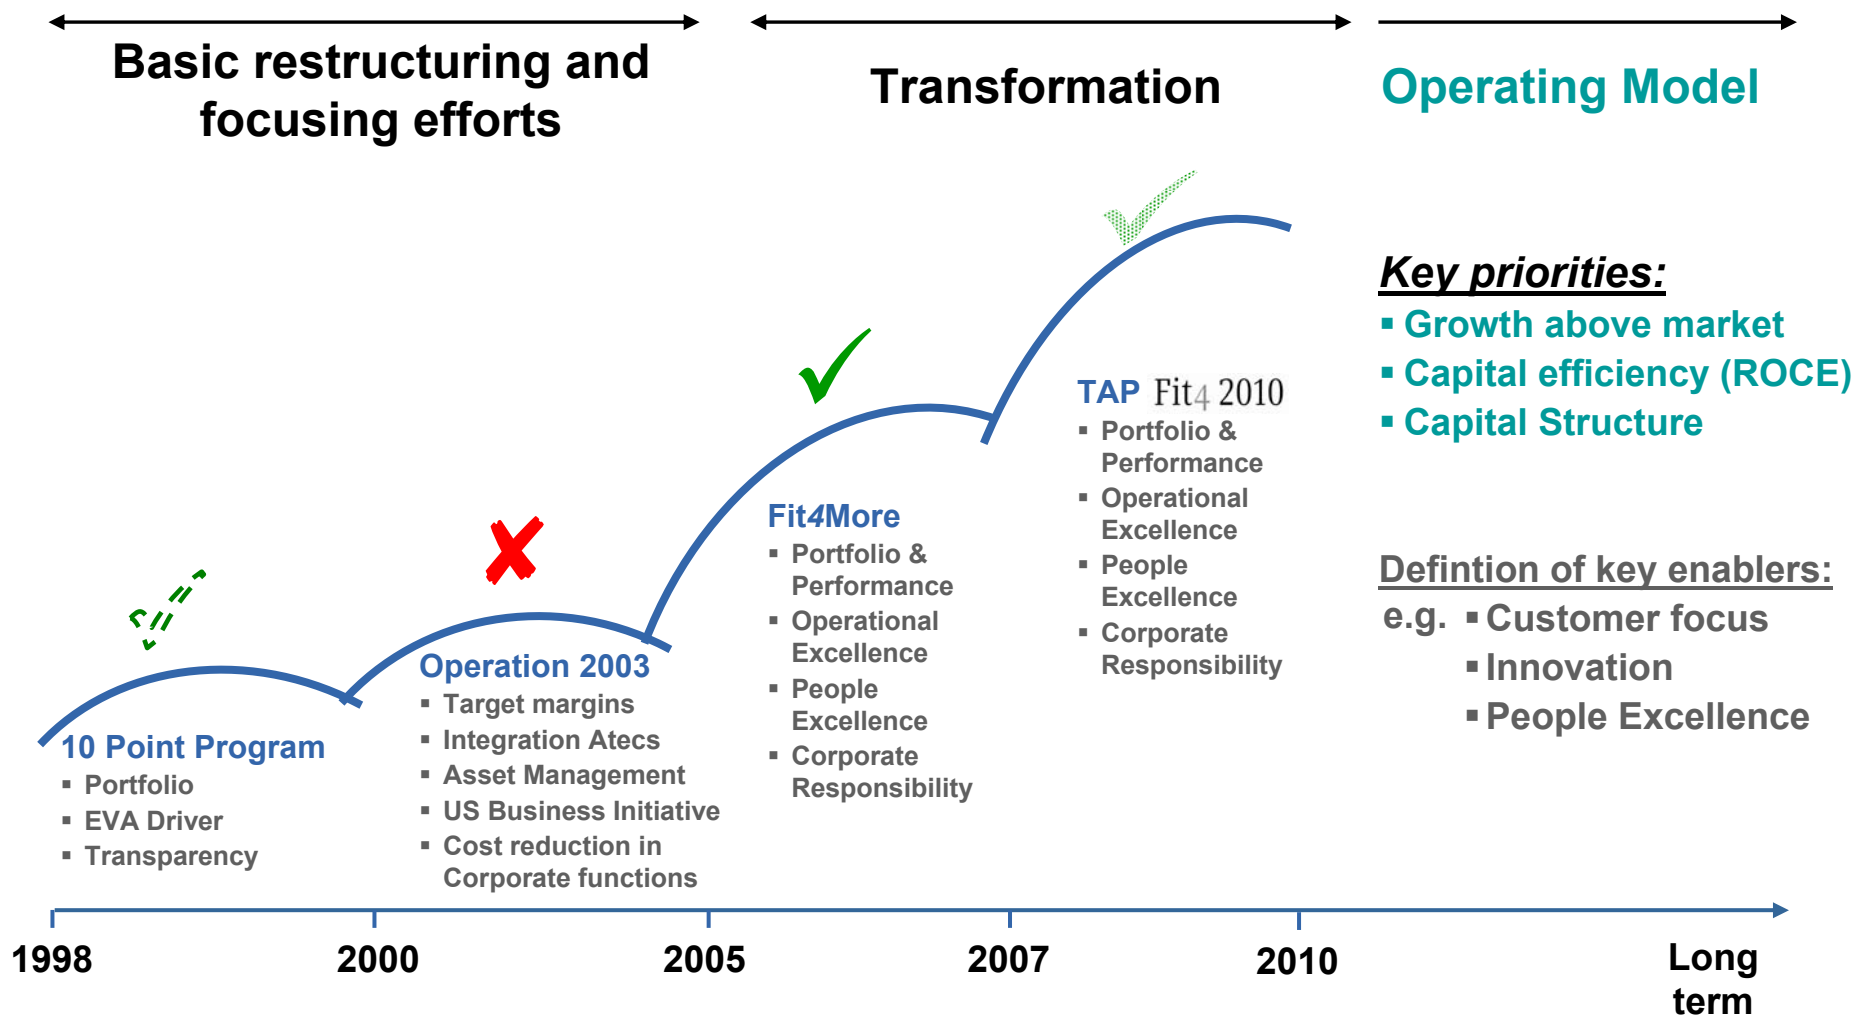 Basic restructuring and
focusing efforts
Transformation
Operating Model
10 Point Program
▪ Portfolio
▪ EVA Driver
▪ Transparency
Operation 2003
▪ Target margins
▪ Integration Atecs
▪ Asset Management
▪ US Business Initiative
▪ Cost reduction in
Corporate functions
Fit4More
▪ Portfolio &
Performance
▪ Operational
Excellence
▪ People
Excellence
▪ Corporate
Responsibility
TAP Fit4 2010
▪ Portfolio &
Performance
▪ Operational
Excellence
▪ People
Excellence
▪ Corporate
Responsibility
Key priorities:
▪ Growth above market
▪ Capital efficiency (ROCE)
▪ Capital Structure
Defintion of key enablers:
e.g. ▪ Customer focus
▪ Innovation
▪ People Excellence
1998
2000
2005
2007
2010
Long
term